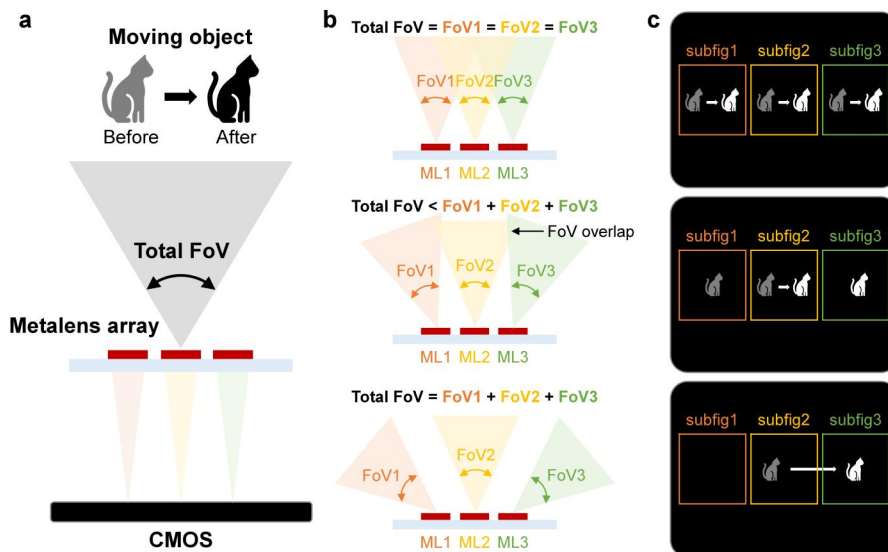 a
Moving object
Before
After
Total FoV
Metalens array
CMOS
b
Total FoV = FoV1 = FoV2 = FoV3
FoV1 FoV2 FoV3
ML1 ML2 ML3
Total FoV < FoV1 + FoV2 + FoV3
FoV overlap
FoV1 FoV2 FoV3
ML1 ML2 ML3
Total FoV = FoV1 + FoV2 + FoV3
FoV1 FoV2 FoV3
ML1 ML2 ML3
c
subfig1 subfig2 subfig3
subfig1 subfig2 subfig3
subfig1 subfig2 subfig3